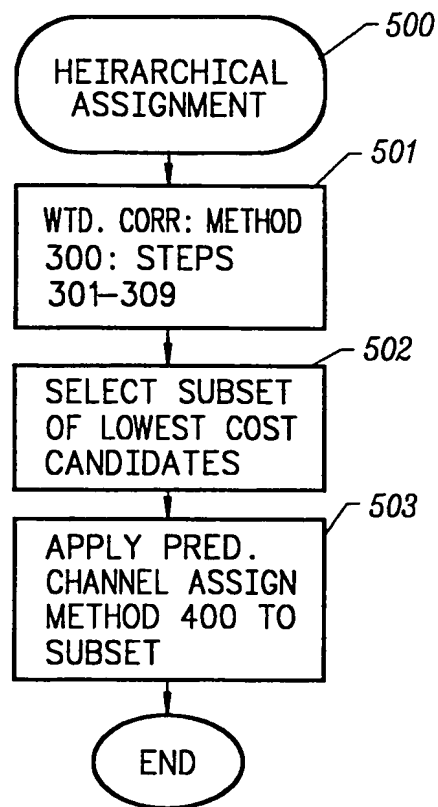 500
HEIRARCHICAL
ASSIGNMENT
501
WTD. CORR: METHOD
300: STEPS
301–309
502
SELECT SUBSET
OF LOWEST COST
CANDIDATES
503
APPLY PRED.
CHANNEL ASSIGN
METHOD 400 TO
SUBSET
END